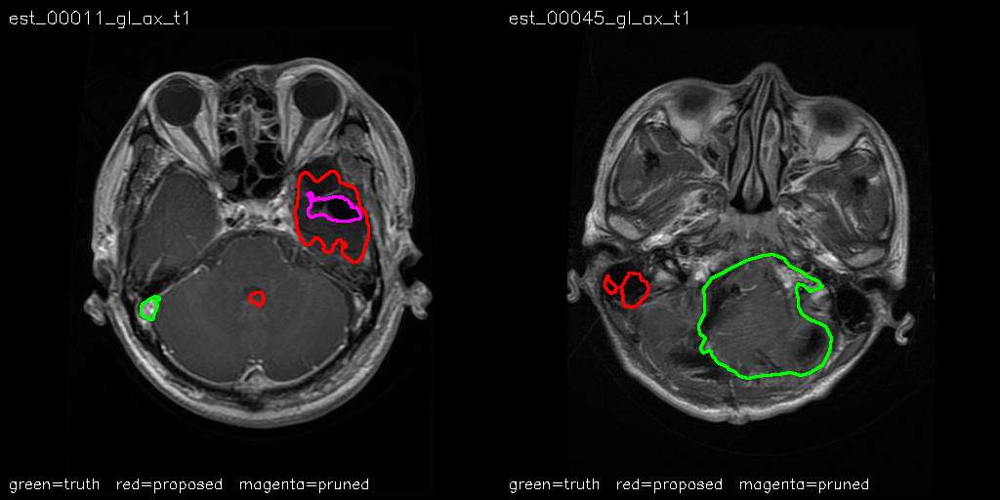 est_00011_gl_ax_t1
est_00045_gl_ax_t1
green=truth red=proposed magenta=pruned
green=truth red=proposed magenta=pruned